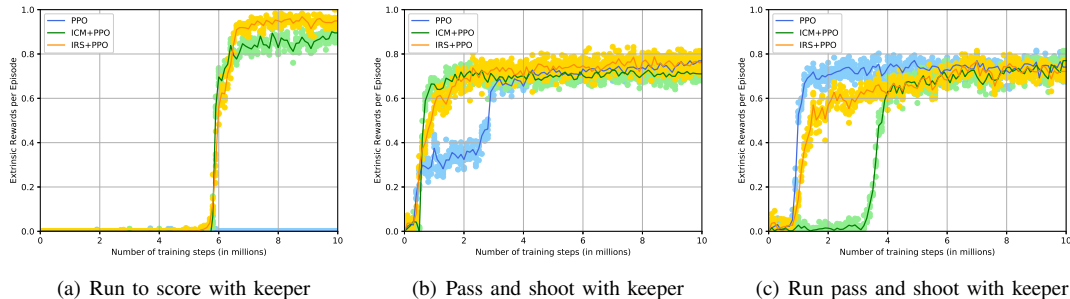 PPO
ICM+PPO
IRS+PPO
Extrinsic Rewards per Episode
1.0
0.8
0.6
0.4
0.2
0.0
0 2 4 6 8 10
Number of training steps (in millions)
(a) Run to score with keeper
PPO
ICM+PPO
IRS+PPO
Extrinsic Rewards per Episode
1.0
0.8
0.6
0.4
0.2
0.0
0 2 4 6 8 10
Number of training steps (in millions)
(b) Pass and shoot with keeper
PPO
ICM+PPO
IRS+PPO
Extrinsic Rewards per Episode
1.0
0.8
0.6
0.4
0.2
0.0
0 2 4 6 8 10
Number of training steps (in millions)
(c) Run pass and shoot with keeper